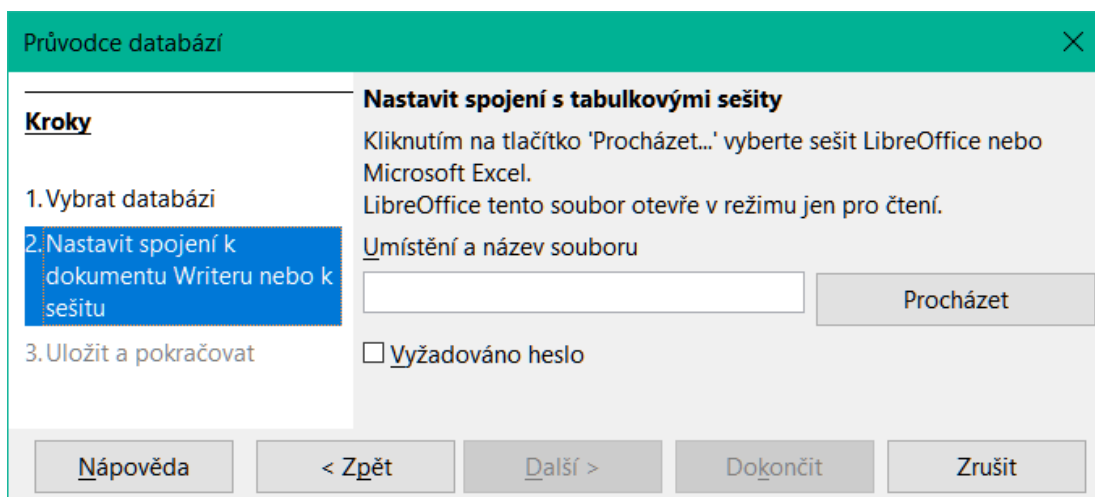 Průvodce databází
Kroky
1. Vybrat databázi
2. Nastavit spojení k
dokumentu Writeru nebo k
sešitu
3. Uložit a pokračovat
Nastavit spojení s tabulkovými sešity
Kliknutím na tlačítko 'Procházet...' vyberte sešit LibreOffice nebo
Microsoft Excel.
LibreOffice tento soubor otevře v režimu jen pro čtení.
Umístění a název souboru
Procházet
Vyžadováno heslo
Nápověda
< Zpět
Další >
Dokončit
Zrušit